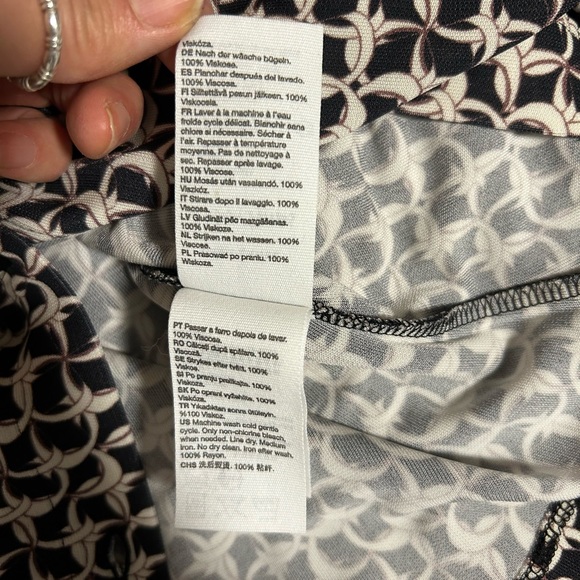 viskóza.
DE Nach der wäsche bügeln.
100% Viskose.
ES Planchar después del lavado.
100% Viscosa.
FI Silitettävä pesun jälkeen. 100%
Viskoosia.
FR Laver à la machine à l'eau
froide cycle délicat. Blanchir sans
chlore si nécessaire. Sécher à
l'air. Repasser à température
moyenne. Pas de nettoyage à
sec. Repasser après lavage.
100% Viscose.
HU Mosás után vasalandó. 100%
Viszkóz.
IT Stirare dopo il lavaggio. 100%
Viscosa.
LV Gludināt pēc mazgāšanas.
100% Viskoze.
NL Strijken na het wassen. 100%
Viscose.
PL Prasować po praniu. 100%
Wiskoza.
PT Passar a ferro depois de lavar.
100% Viscose.
RO Călcați după spălare. 100%
Viscoză.
SE Strykes efter tvätt. 100%
Viskos.
SI Po pranju prelikajte. 100%
Viskoza.
SK Po opraní vyžehlite. 100%
Viskóza.
TR Yıkadıktan sonra ütüleyin.
%100 Viskoz.
US Machine wash cold gentle
cycle. Only non-chlorine bleach,
when needed. Line dry. Medium
iron. No dry clean. Iron after wash.
100% Rayon.
CHS 洗后熨烫. 100% 粘纤.